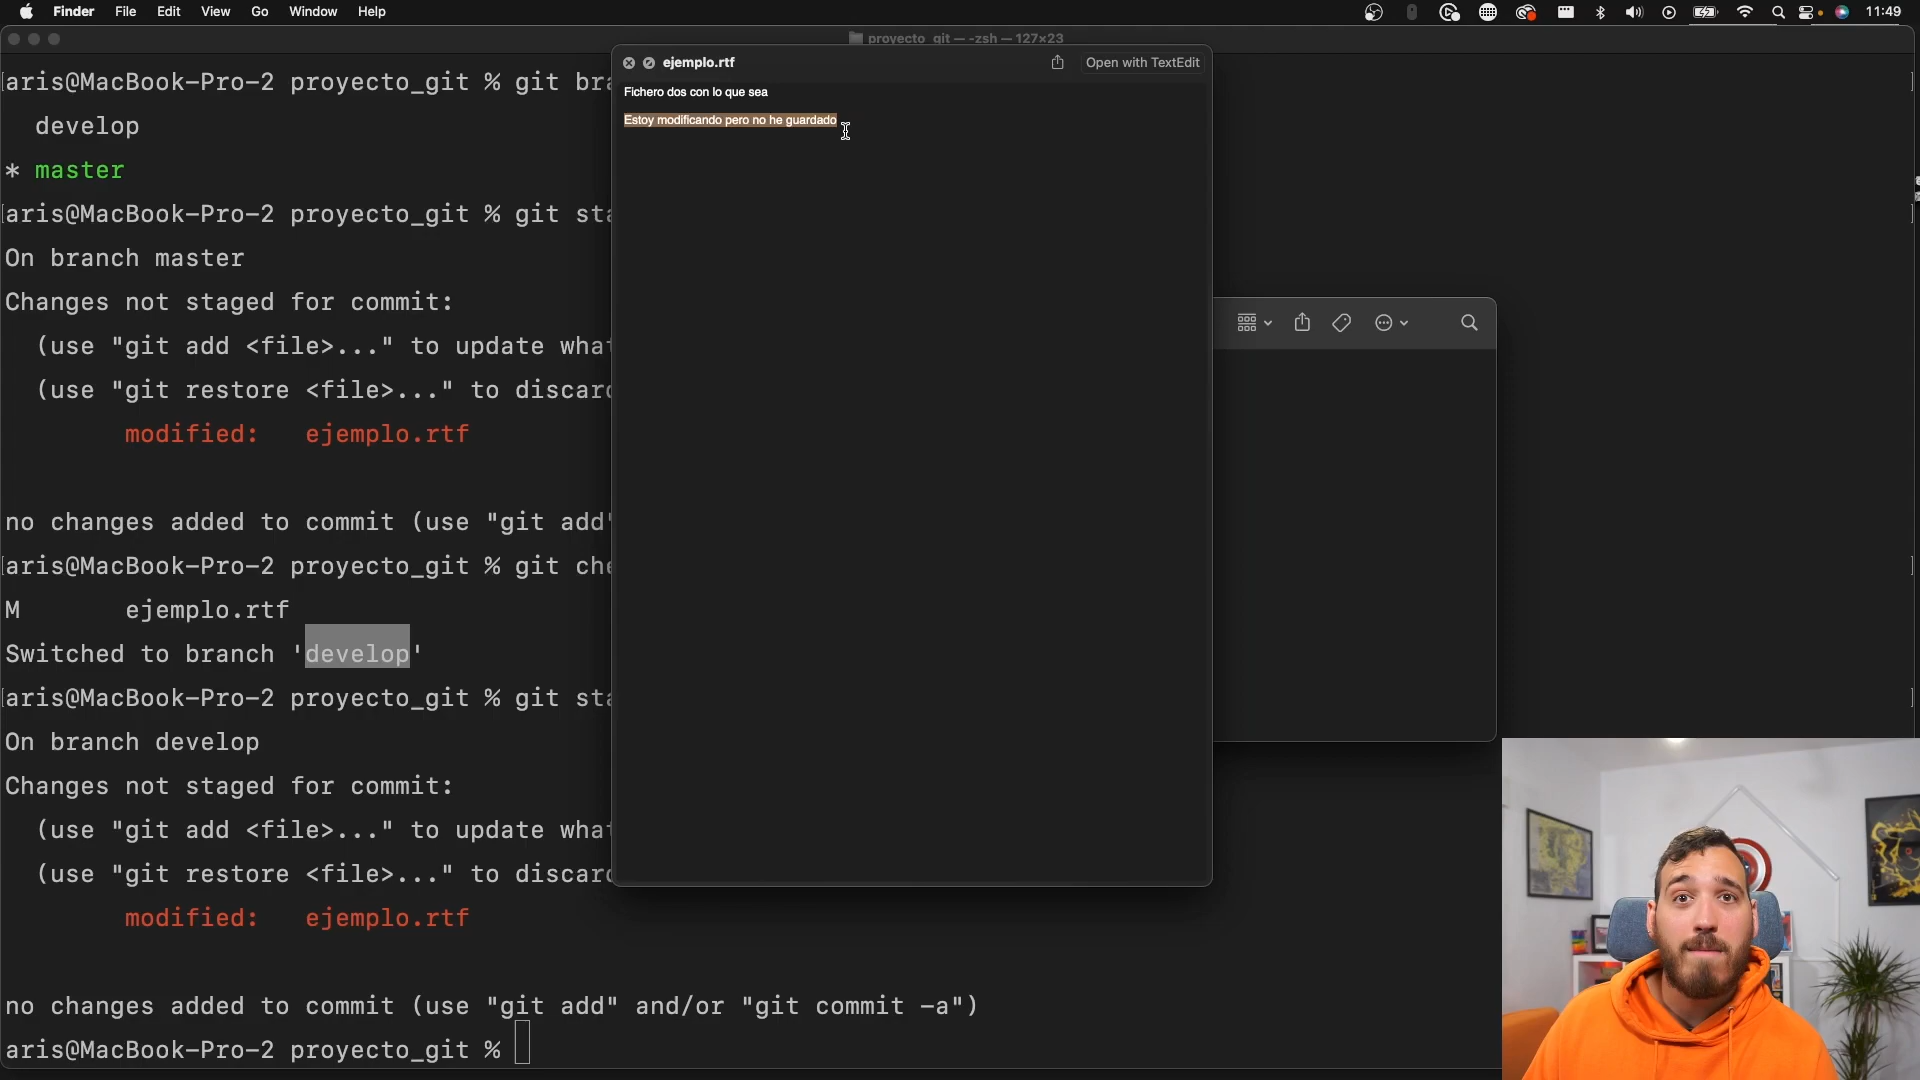 Finder File Edit View Go Window Help 11:49
proyecto_git — -zsh — 127×23
aris@MacBook-Pro-2 proyecto_git % git bra
develop
* master
aris@MacBook-Pro-2 proyecto_git % git sta
On branch master
Changes not staged for commit:
(use "git add <file>..." to update what
(use "git restore <file>..." to discard
modified: ejemplo.rtf
no changes added to commit (use "git add"
aris@MacBook-Pro-2 proyecto_git % git che
M ejemplo.rtf
Switched to branch 'develop'
aris@MacBook-Pro-2 proyecto_git % git sta
On branch develop
Changes not staged for commit:
(use "git add <file>..." to update what
(use "git restore <file>..." to discard
modified: ejemplo.rtf
no changes added to commit (use "git add" and/or "git commit -a")
aris@MacBook-Pro-2 proyecto_git %
ejemplo.rtf Open with TextEdit
Fichero dos con lo que sea
Estoy modificando pero no he guardado